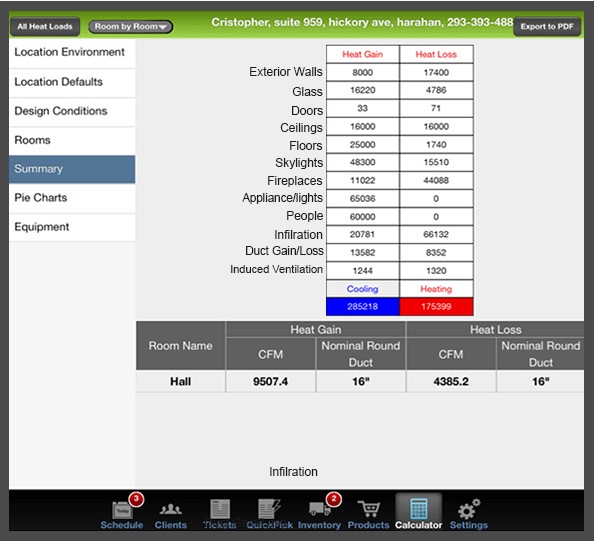 All Heat Loads Room by Room Cristopher, suite 959, hickory ave, harahan, 293-393-488 Export to PDF
Location Environment
Location Defaults
Design Conditions
Rooms
Summary
Pie Charts
Equipment
Heat Gain Heat Loss
Exterior Walls 8000 17400
Glass 16220 4786
Doors 33 71
Ceilings 16000 16000
Floors 25000 1740
Skylights 48300 15510
Fireplaces 11022 44088
Appliance/lights 65036 0
People 60000 0
Infilration 20781 66132
Duct Gain/Loss 13582 8352
Induced Ventilation 1244 1320
Cooling Heating
285218 175399
Room Name Heat Gain Heat Loss
CFM Nominal Round Duct CFM Nominal Round Duct
Hall 9507.4 16" 4385.2 16"
Infilration
3 2
Today
Schedule Clients Tickets QuickPick Inventory Products Calculator Settings